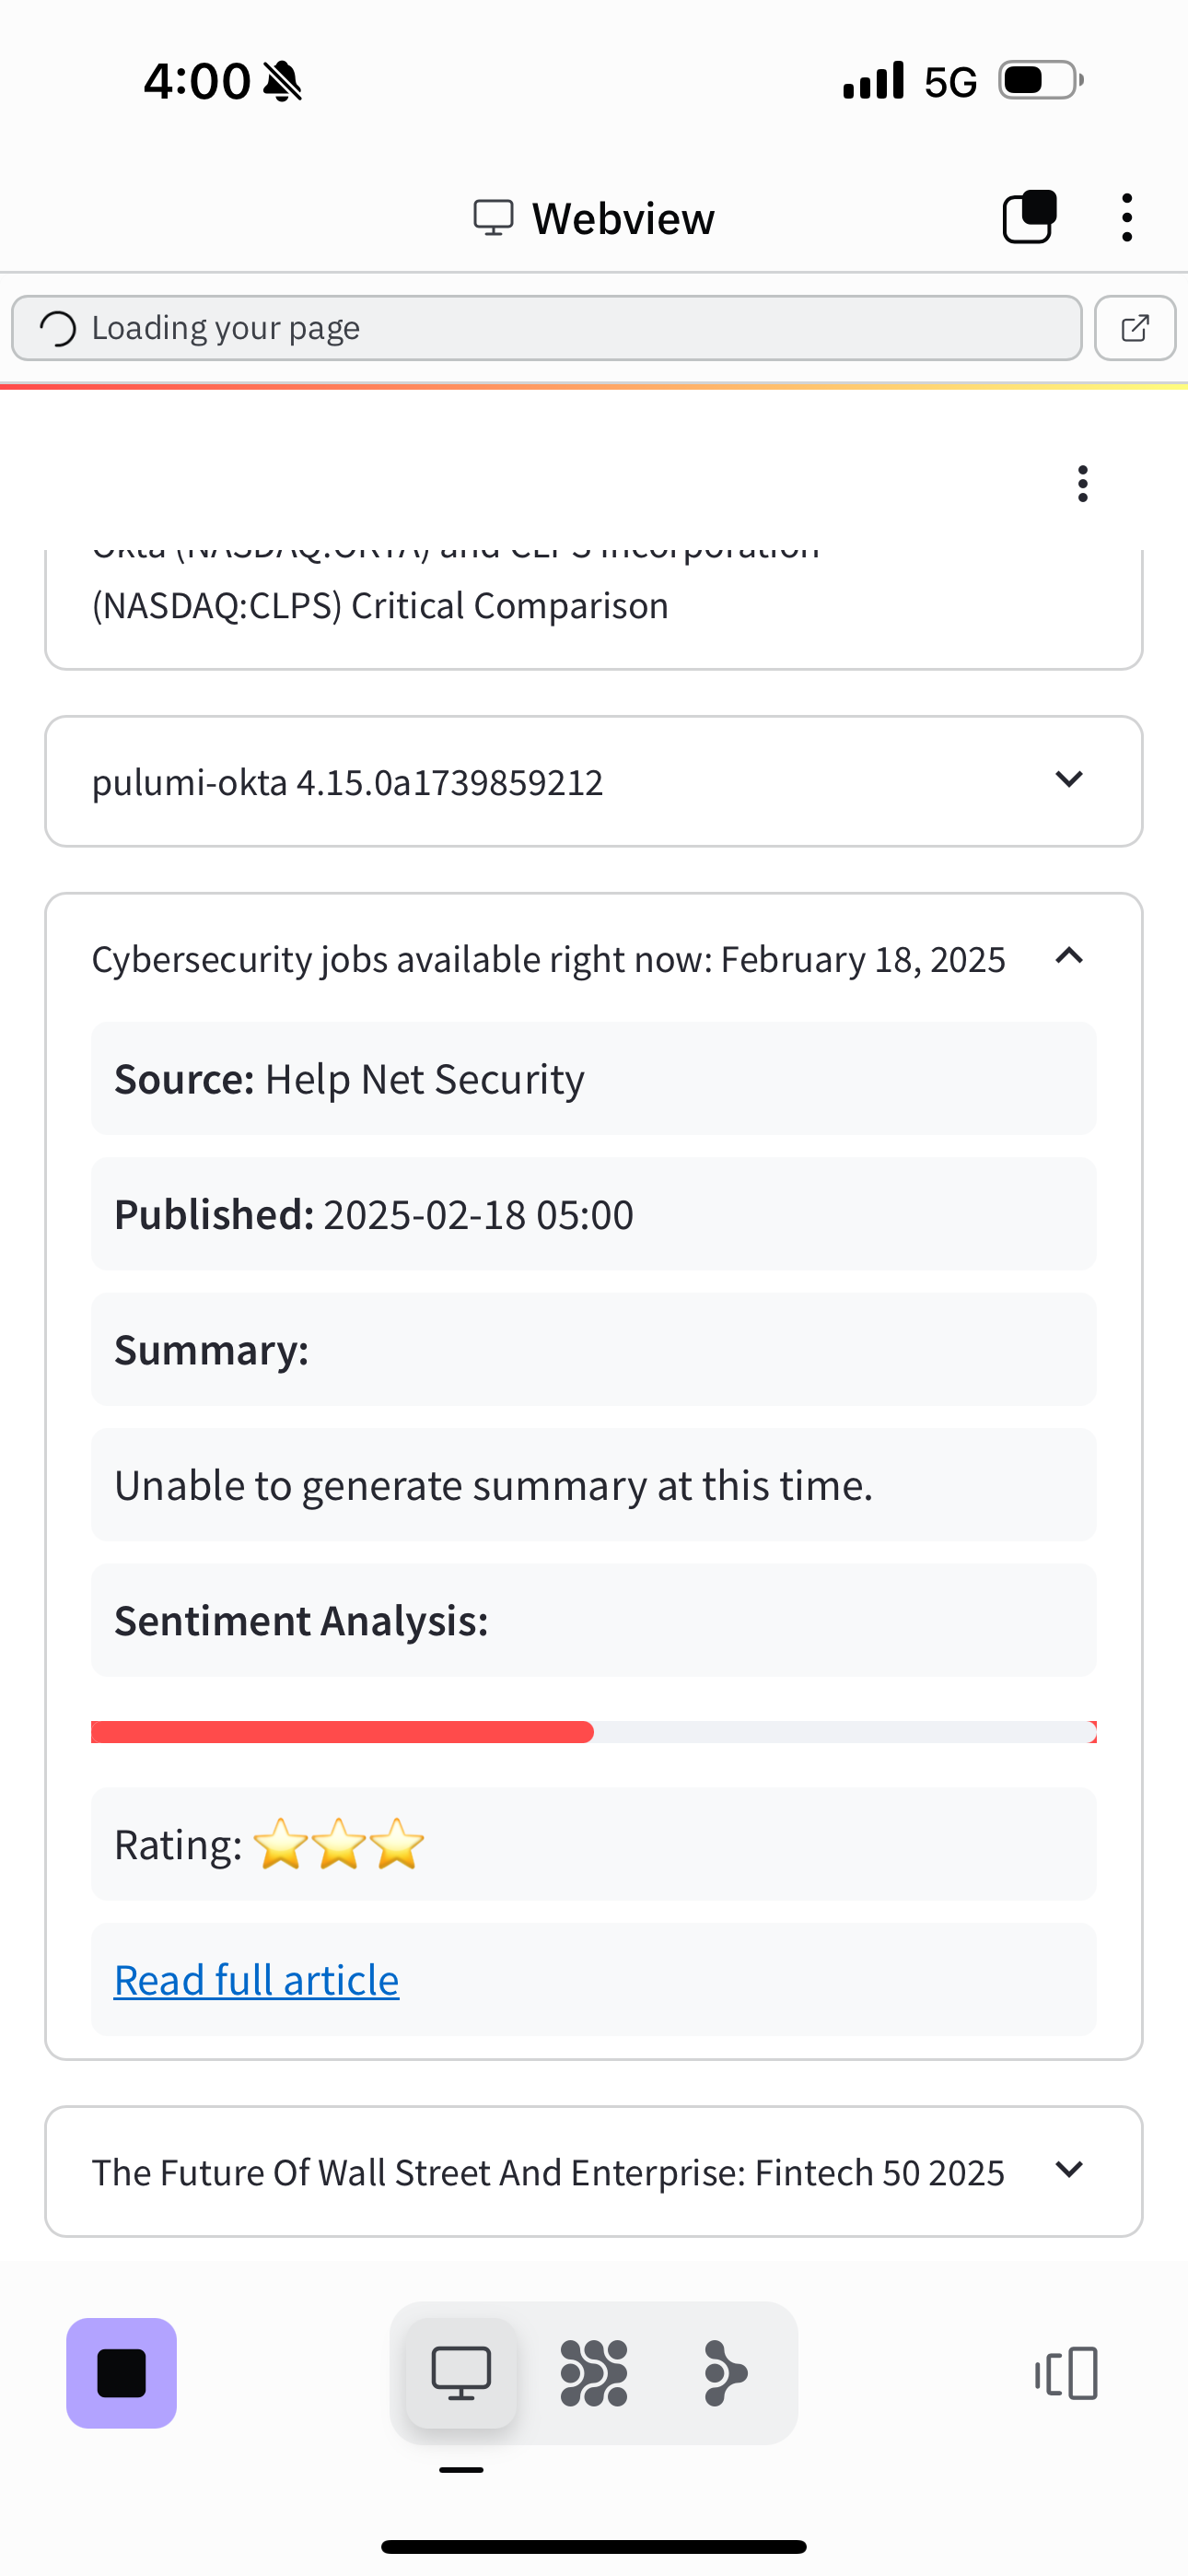 4:00
5G
Webview
Loading your page
Okta (NASDAQ:OKTA) and CLPS Incorporation
(NASDAQ:CLPS) Critical Comparison
pulumi-okta 4.15.0a1739859212
Cybersecurity jobs available right now: February 18, 2025
Source: Help Net Security
Published: 2025-02-18 05:00
Summary:
Unable to generate summary at this time.
Sentiment Analysis:
Rating: ⭐⭐⭐
Read full article
The Future Of Wall Street And Enterprise: Fintech 50 2025